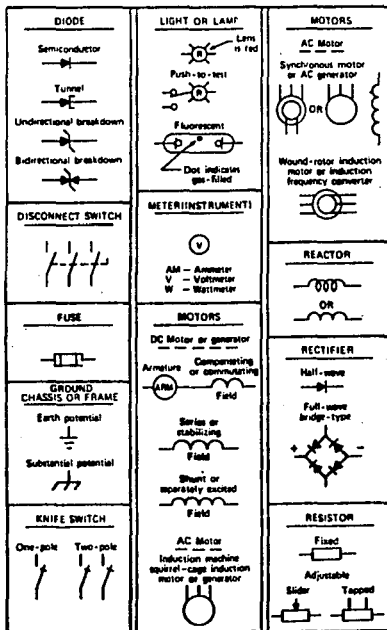 DIODE
Semiconductor
Tunnel
Undirectional breakdown
Bidirectional breakdown
DISCONNECT SWITCH
FUSE
GROUND
CHASSIS OR FRAME
Earth potential
Substantial potential
KNIFE SWITCH
One-pole Two-pole
LIGHT OR LAMP
Lens
is red
R
Push-to-test
R
Fluorescent
Dot indicates
gas-filled
METER(INSTRUMENT)
V
AM — Ammeter
V — Voltmeter
W — Wattmeter
MOTORS
DC Motor or generator
Armature
Compensating
or commutating
ARM
Field
Series or
stabilizing
Field
Shunt or
separately excited
Field
AC Motor
Induction machine
squirrel-cage induction
motor or generator
MOTORS
AC Motor
Synchronous motor
or AC generator
OR
Wound-rotor induction
motor or induction
frequency converter
REACTOR
OR
RECTIFIER
Half-wave
Full-wave
bridge-type
+ −
RESISTOR
Fixed
Adjustable
Slider Tapped